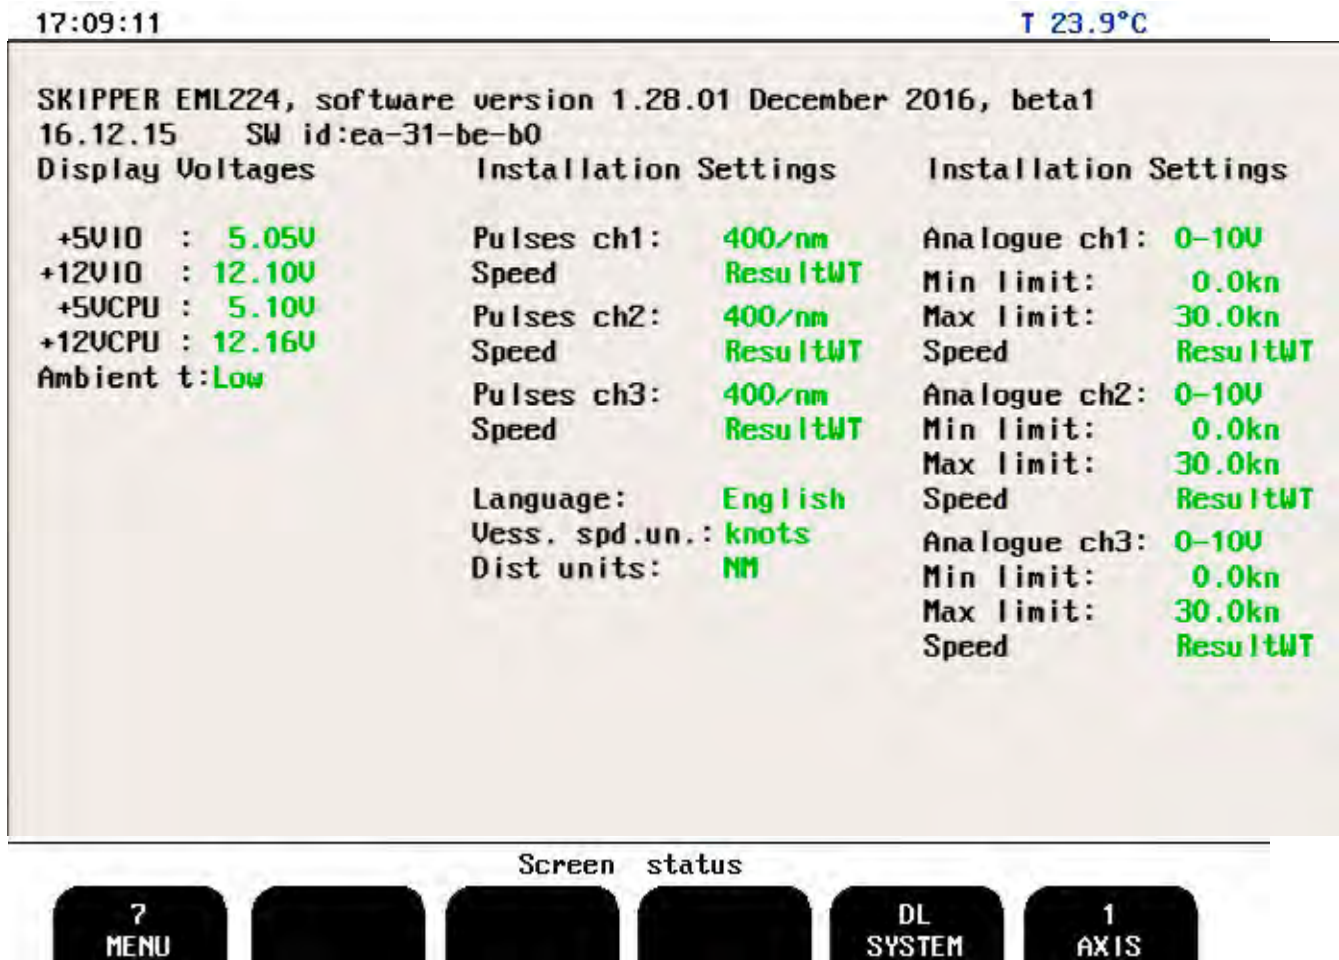 17:09:11 T 23.9°C
SKIPPER EML224, software version 1.28.01 December 2016, beta1
16.12.15 SW id:ea-31-be-b0
Display Voltages
+5VIO : 5.05V
+12VIO : 12.10V
+5VCPU : 5.10V
+12VCPU : 12.16V
Ambient t:Low
Installation Settings
Pulses ch1: 400/nm
Speed ResultWT
Pulses ch2: 400/nm
Speed ResultWT
Pulses ch3: 400/nm
Speed ResultWT
Language: English
Vess. spd.un.: knots
Dist units: NM
Installation Settings
Analogue ch1: 0-10V
Min limit: 0.0kn
Max limit: 30.0kn
Speed ResultWT
Analogue ch2: 0-10V
Min limit: 0.0kn
Max limit: 30.0kn
Speed ResultWT
Analogue ch3: 0-10V
Min limit: 0.0kn
Max limit: 30.0kn
Speed ResultWT
Screen status
7
MENU
DL
SYSTEM
1
AXIS